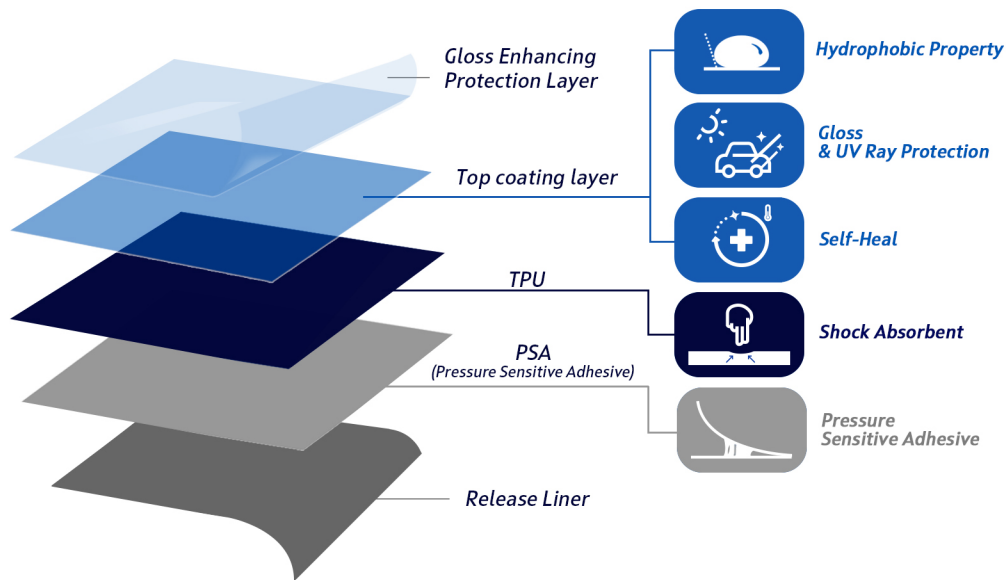 Gloss Enhancing
Protection Layer
Top coating layer
TPU
PSA
(Pressure Sensitive Adhesive)
Release Liner
Hydrophobic Property
Gloss
& UV Ray Protection
Self-Heal
Shock Absorbent
Pressure
Sensitive Adhesive